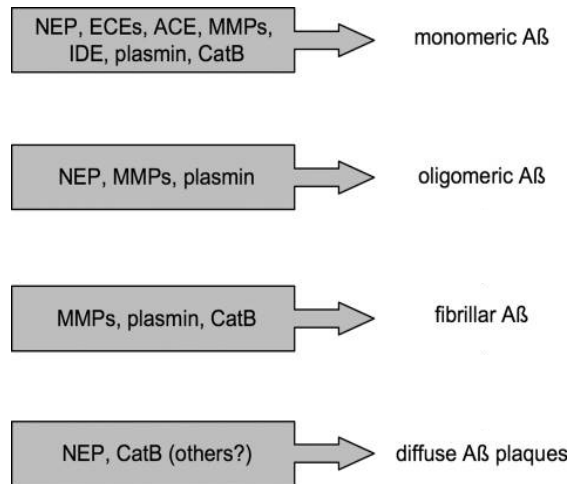 NEP, ECEs, ACE, MMPs,
IDE, plasmin, CatB
monomeric Aß
NEP, MMPs, plasmin
oligomeric Aß
MMPs, plasmin, CatB
fibrillar Aß
NEP, CatB (others?)
diffuse Aß plaques